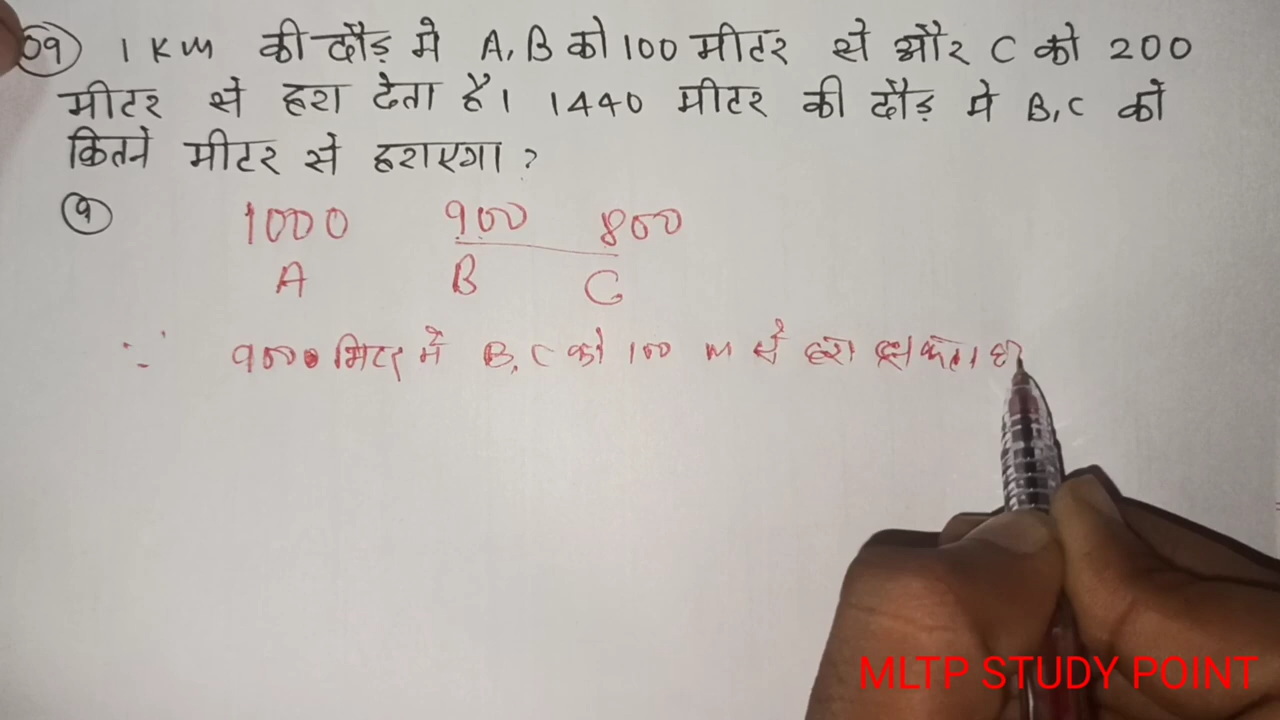 09 1 KM की दौड़ मे A, B को 100 मीटर से और C को 200
मीटर से हरा देता है। 1440 मीटर की दौड़ मे B, C को
कितने मीटर से हराएगा ?
9 1000 900 800
A B C
∵ 900 मिटर में B, C को 100 m से हरा
MLTP STUDY POINT